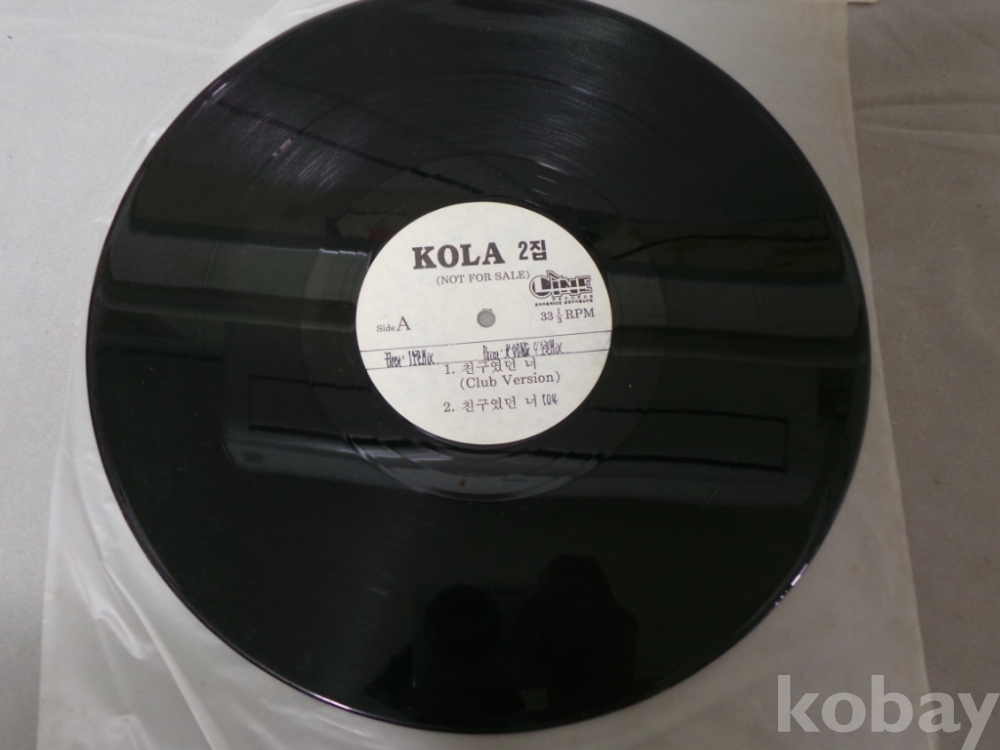 KOLA 2집
(NOT FOR SALE)
LINE
Side A
33 1/3 RPM
1. 친구였던 너
(Club Version)
2. 친구였던 너
kobay